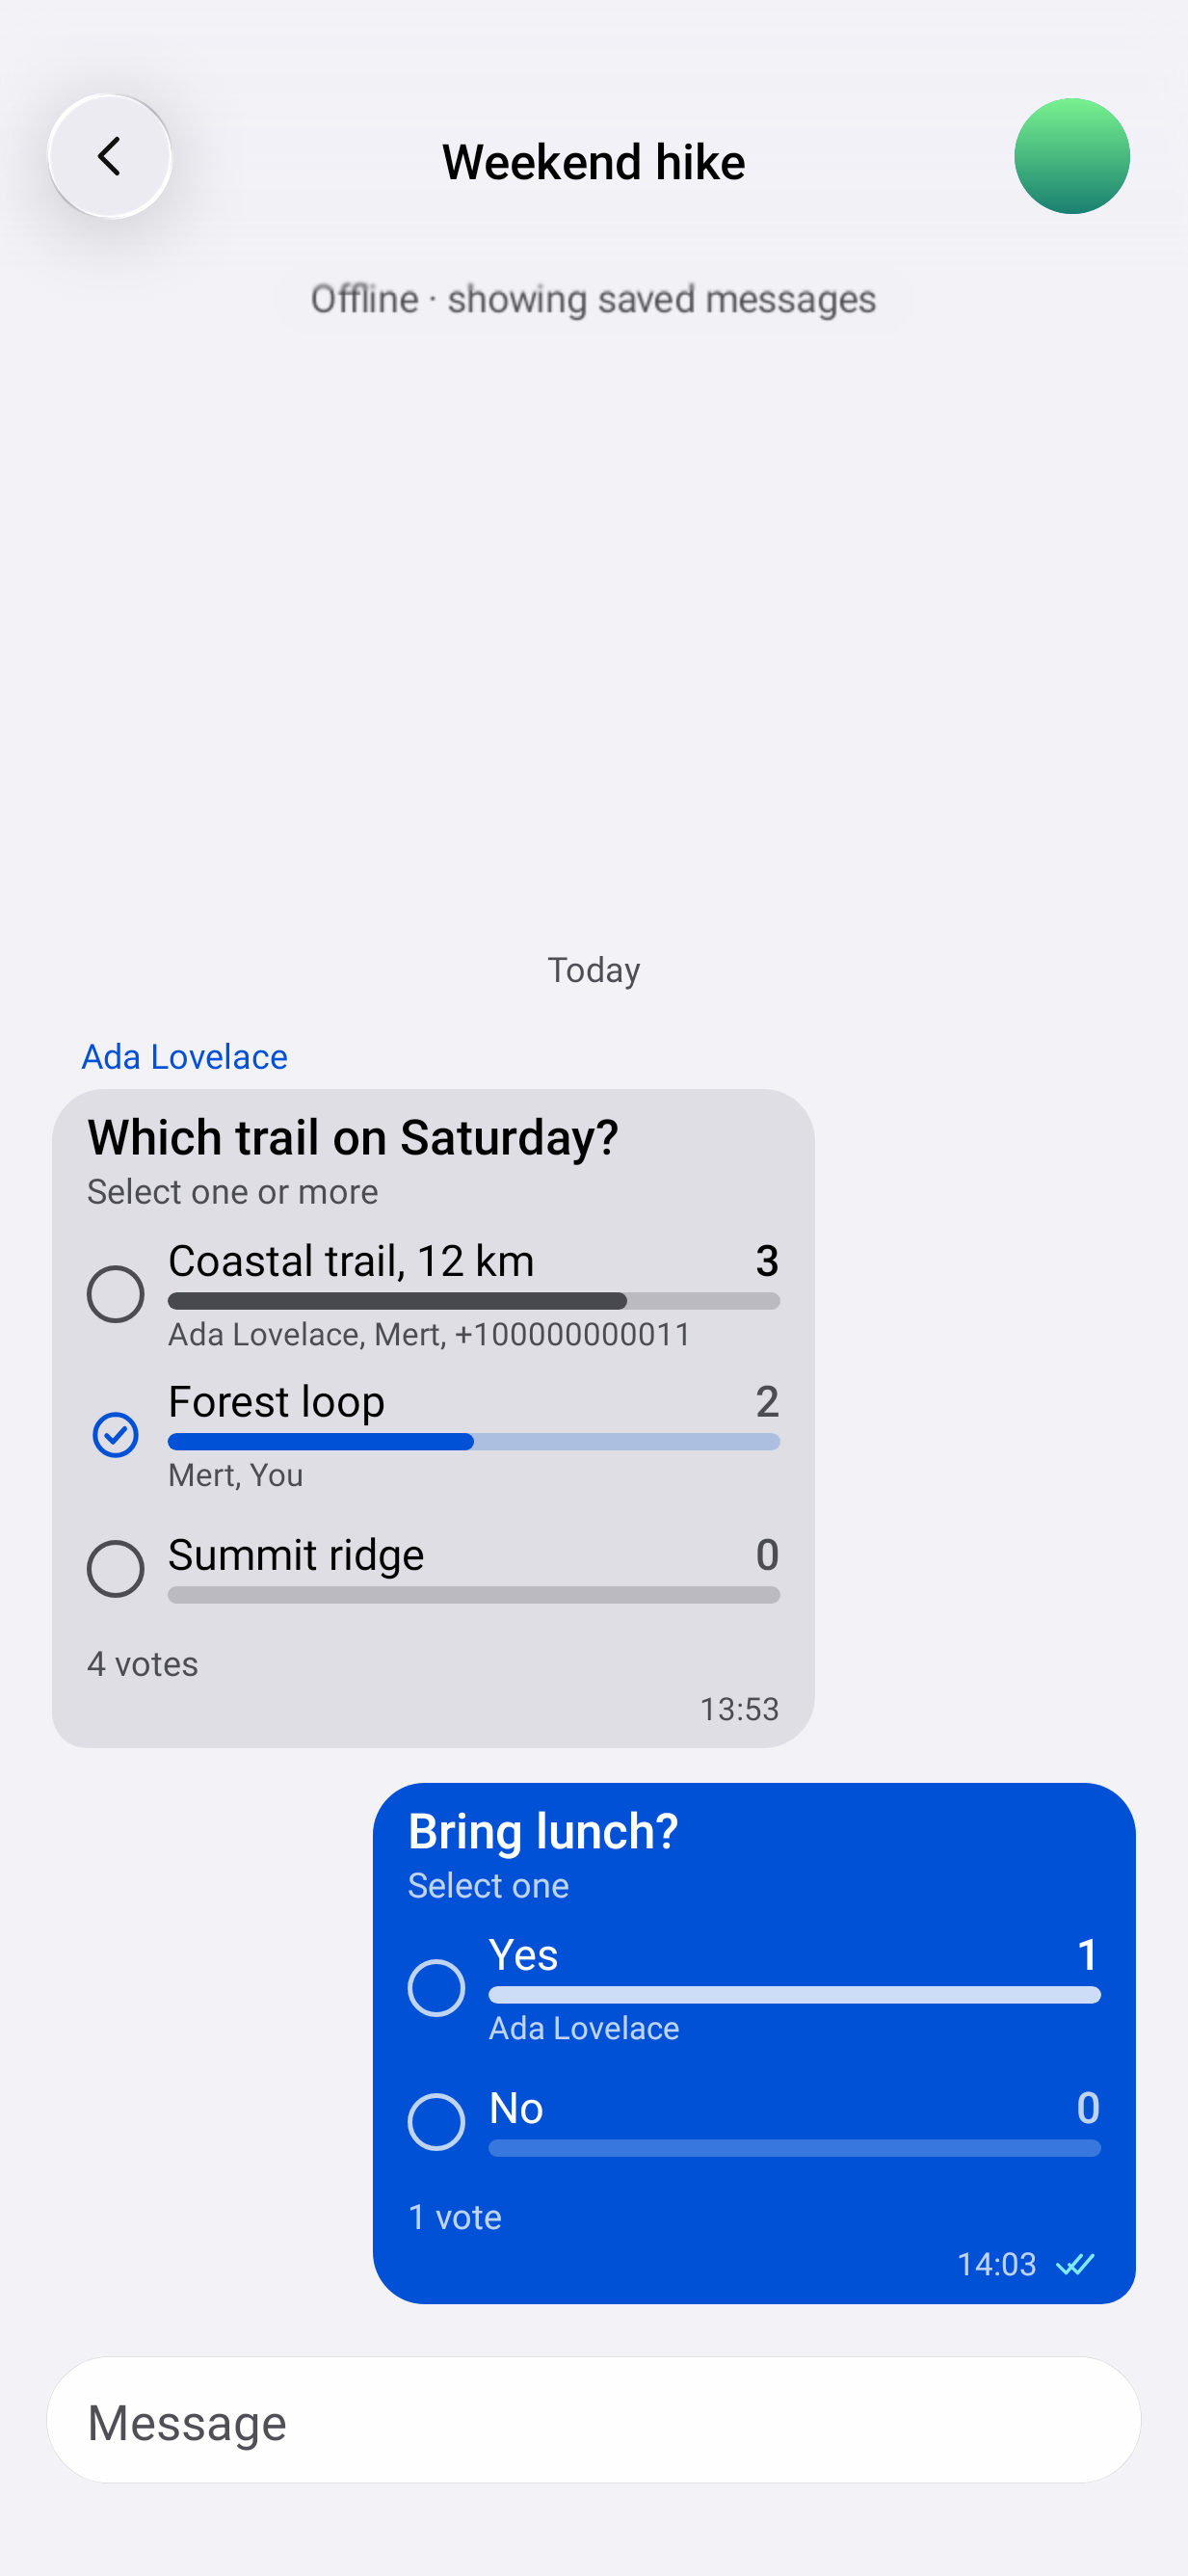 Weekend hike
Offline · showing saved messages
Today
Ada Lovelace
Which trail on Saturday?
Select one or more
Coastal trail, 12 km 3
Ada Lovelace, Mert, +100000000011
Forest loop 2
Mert, You
Summit ridge 0
4 votes
13:53
Bring lunch?
Select one
Yes 1
Ada Lovelace
No 0
1 vote
14:03
Message